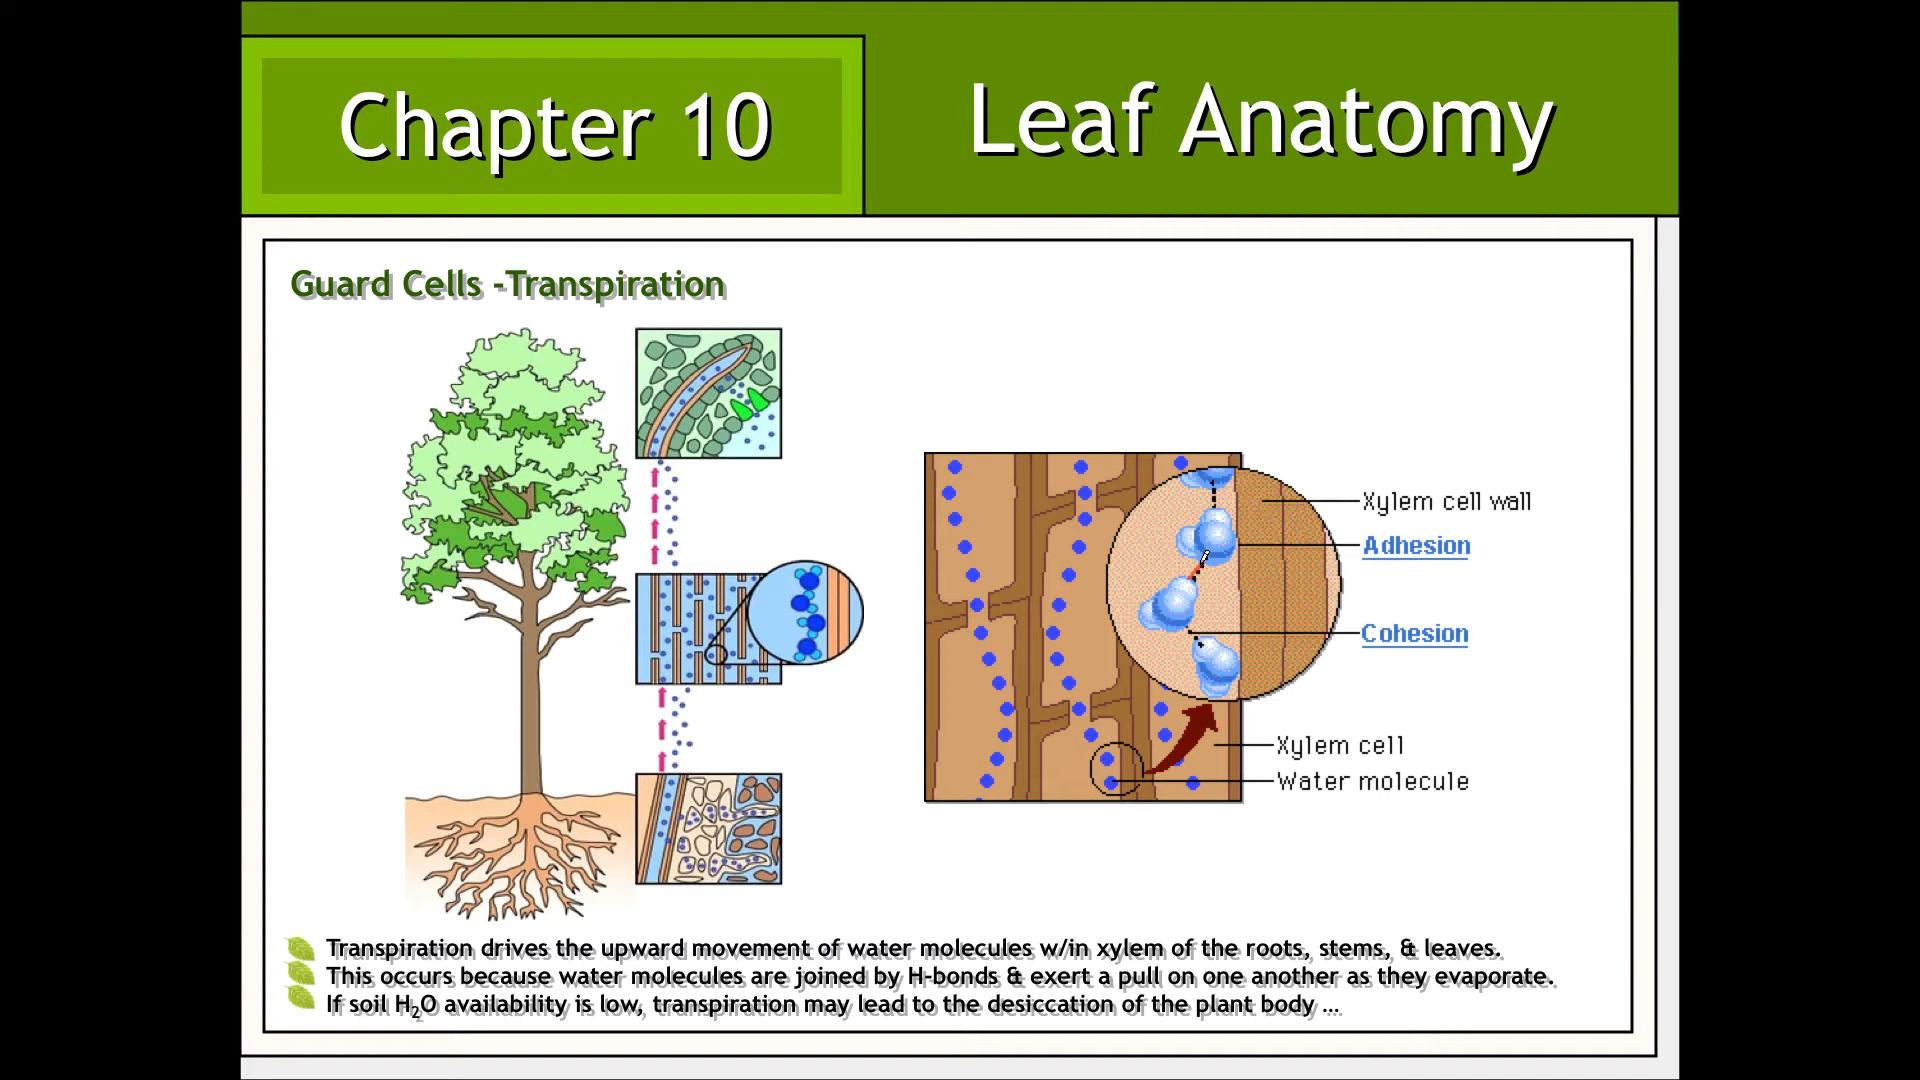 Chapter 10
Leaf Anatomy
Guard Cells -Transpiration
Xylem cell wall
Adhesion
Cohesion
Xylem cell
Water molecule
Transpiration drives the upward movement of water molecules w/in xylem of the roots, stems, & leaves.
This occurs because water molecules are joined by H-bonds & exert a pull on one another as they evaporate.
If soil H₂O availability is low, transpiration may lead to the desiccation of the plant body ...